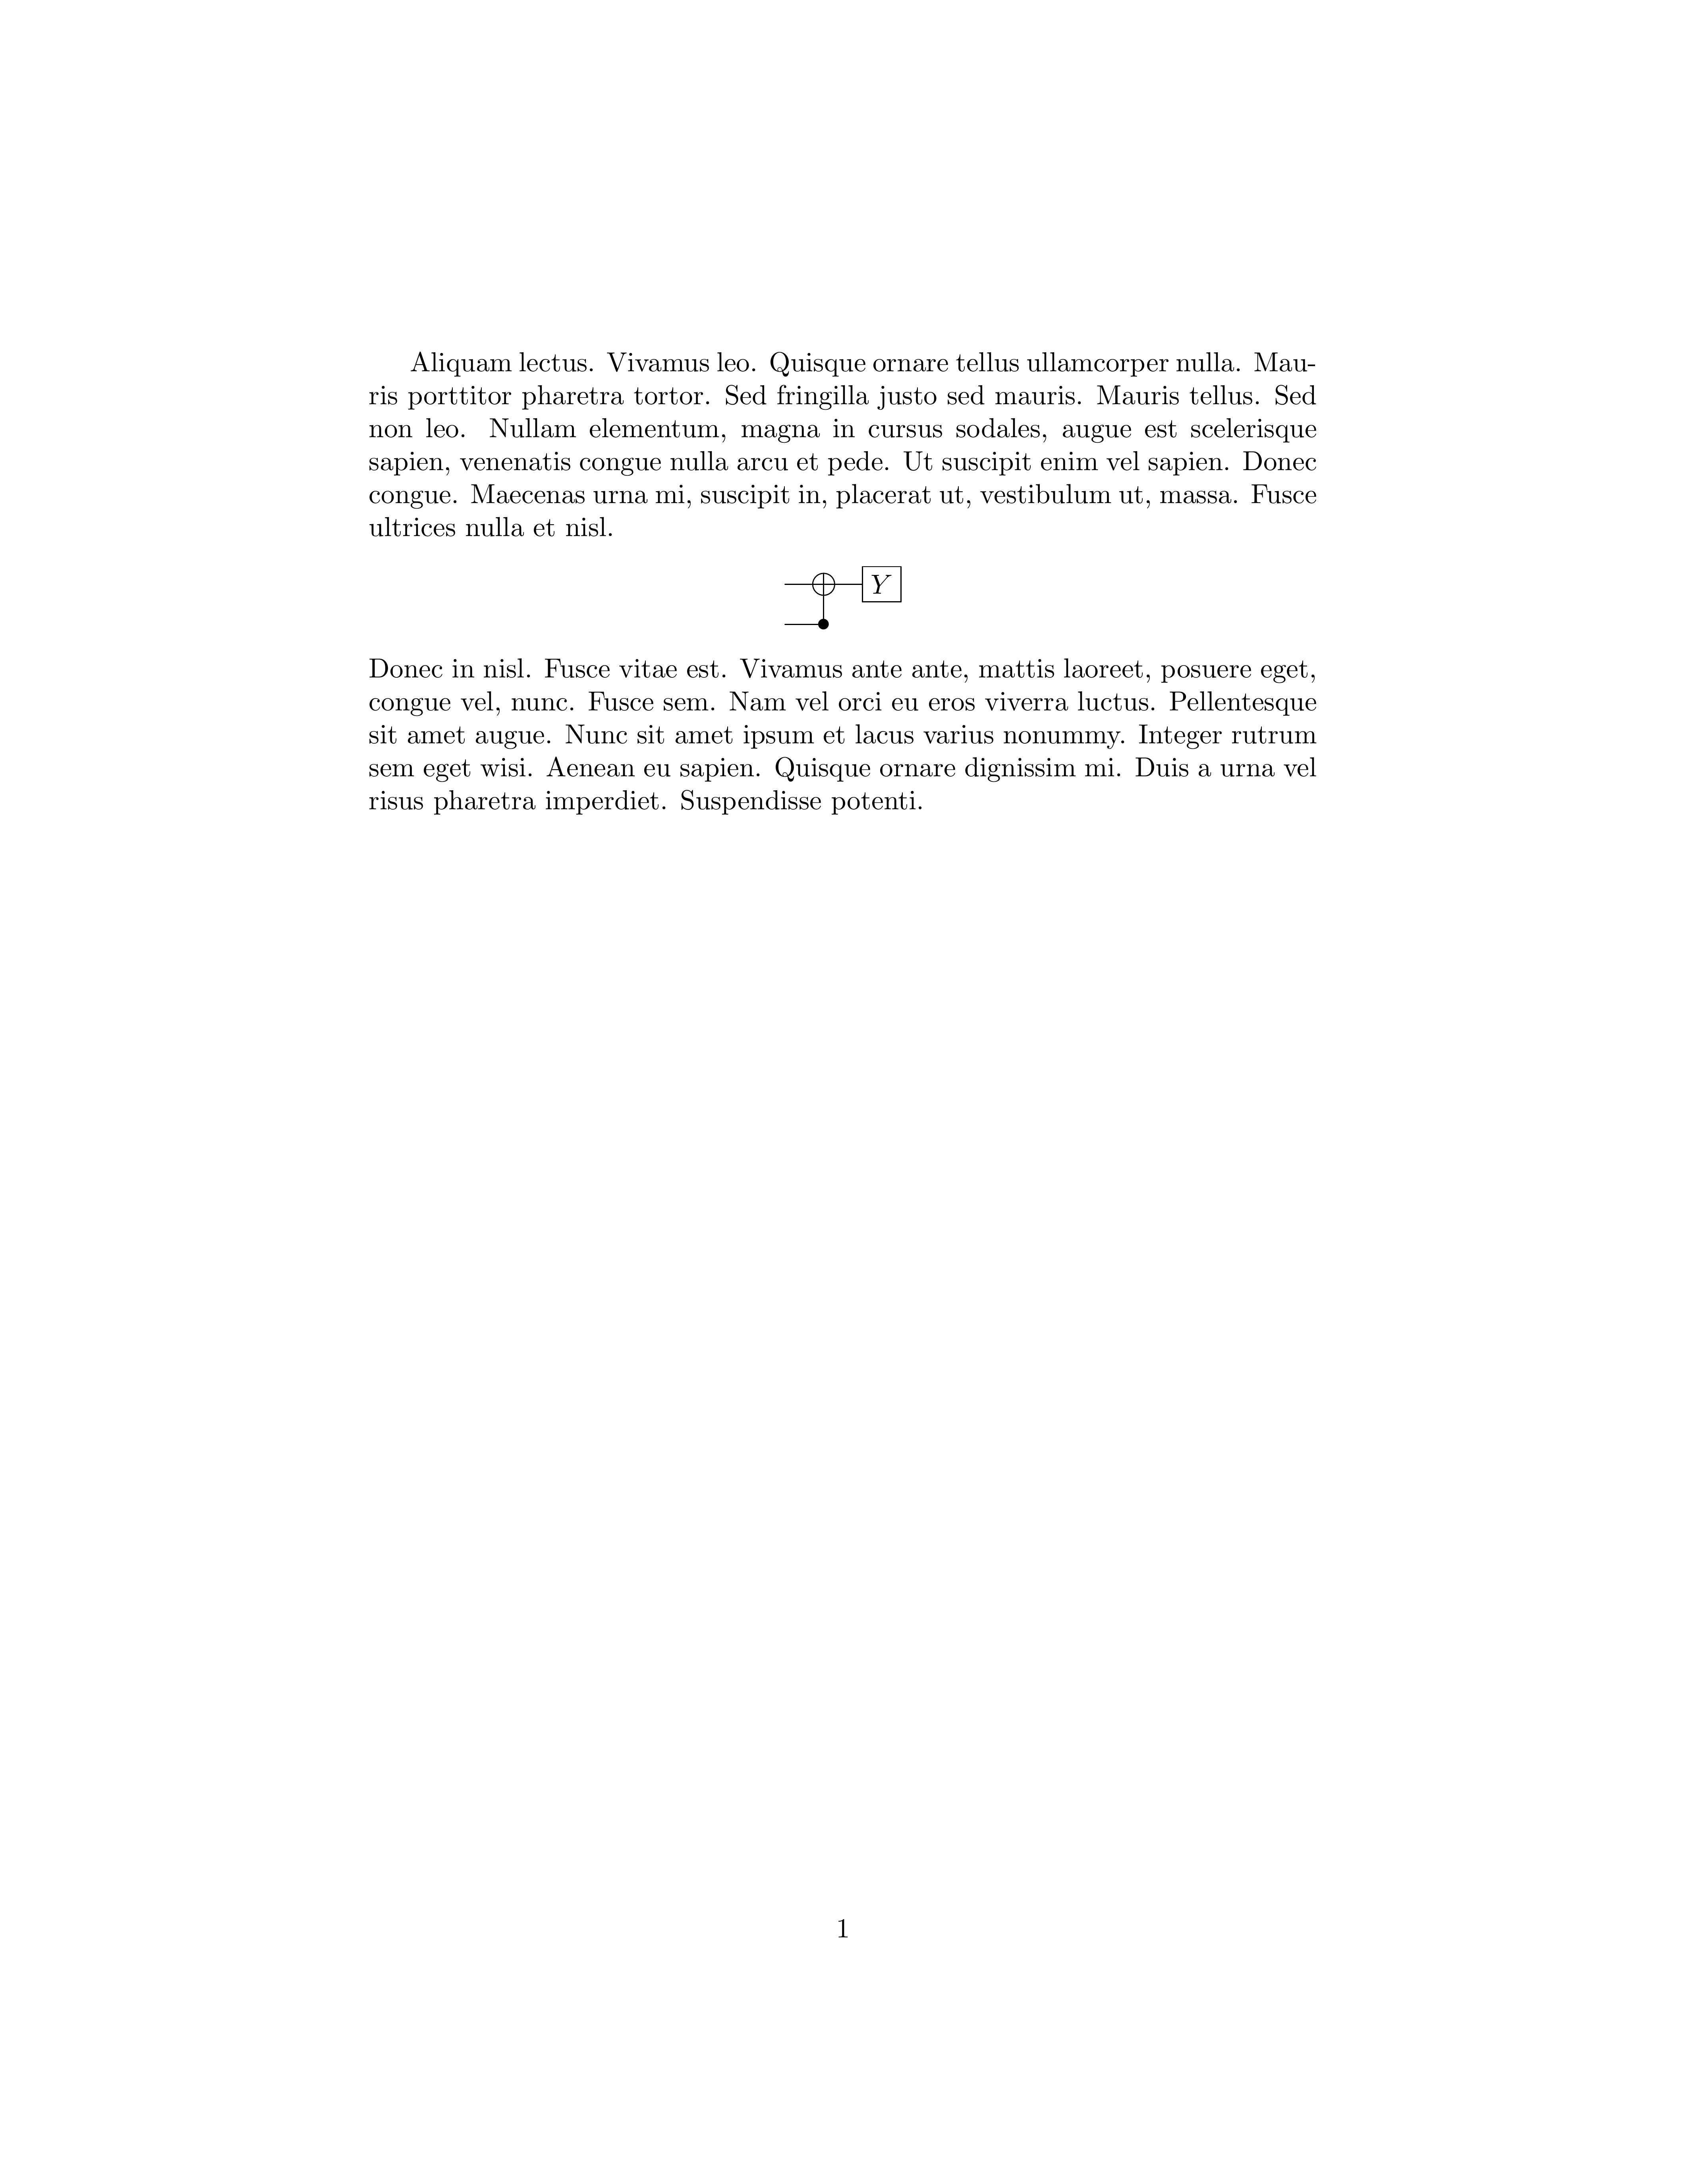 Aliquam lectus. Vivamus leo. Quisque ornare tellus ullamcorper nulla. Mau-
ris porttitor pharetra tortor. Sed fringilla justo sed mauris. Mauris tellus. Sed
non leo. Nullam elementum, magna in cursus sodales, augue est scelerisque
sapien, venenatis congue nulla arcu et pede. Ut suscipit enim vel sapien. Donec
congue. Maecenas urna mi, suscipit in, placerat ut, vestibulum ut, massa. Fusce
ultrices nulla et nisl.
Y
Donec in nisl. Fusce vitae est. Vivamus ante ante, mattis laoreet, posuere eget,
congue vel, nunc. Fusce sem. Nam vel orci eu eros viverra luctus. Pellentesque
sit amet augue. Nunc sit amet ipsum et lacus varius nonummy. Integer rutrum
sem eget wisi. Aenean eu sapien. Quisque ornare dignissim mi. Duis a urna vel
risus pharetra imperdiet. Suspendisse potenti.
1